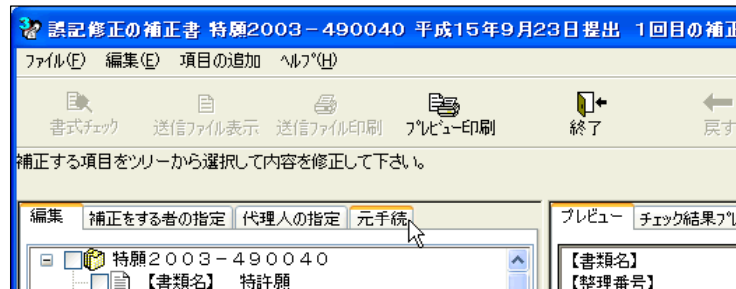 誤記修正の補正書 特願2003-490040 平成15年9月23日提出 1回目の補正
ファイル(F) 編集(E) 項目の追加 ヘルプ(H)
書式チェック 送信ファイル表示 送信ファイル印刷 プレビュー印刷 終了 戻す
補正する項目をツリーから選択して内容を修正して下さい。
編集 補正をする者の指定 代理人の指定 元手続 プレビュー チェック結果プレ
特願2003-490040 【書類名】
【書類名】 特許願 【整理番号】